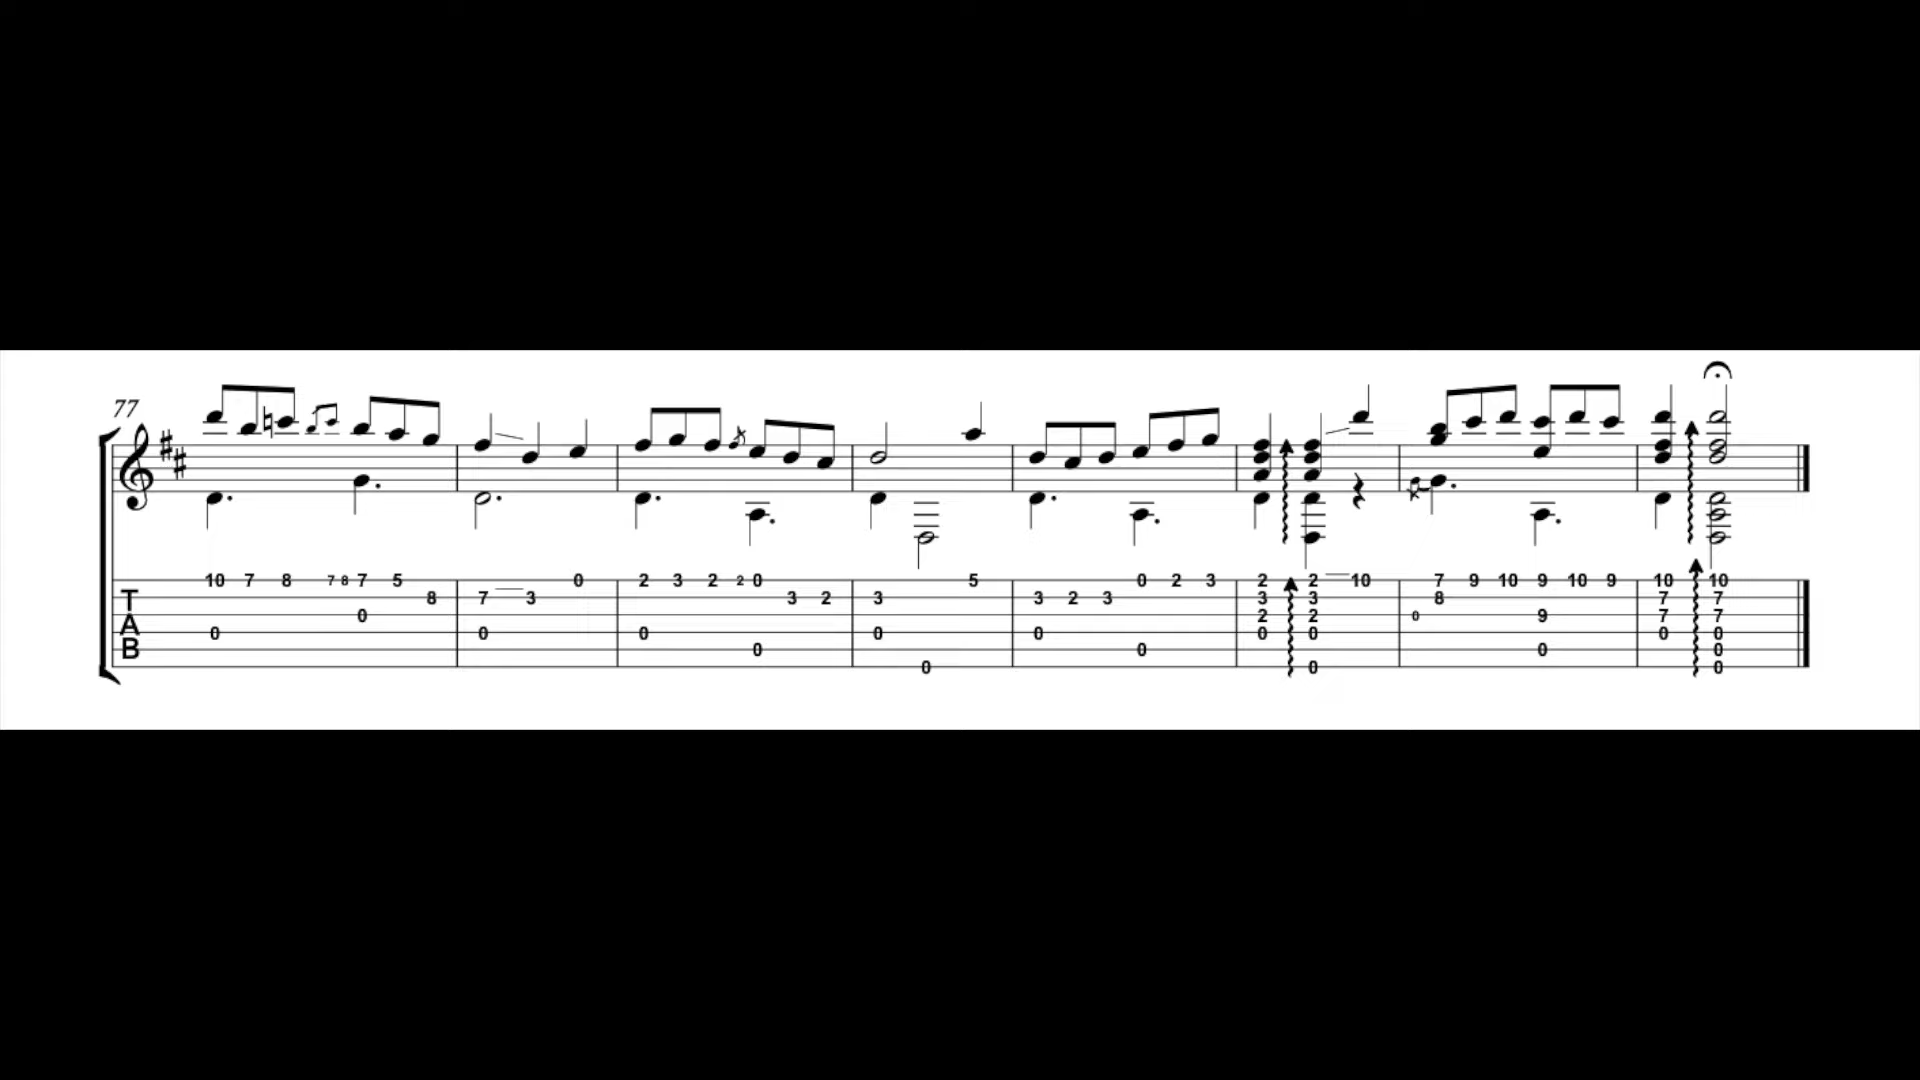 77
10 7 8 7 8 7 5 0 2 3 2 2 0 5 0 2 3 2 2 10 7 9 10 9 10 9 10 10
T 8 7 3 3 2 3 3 2 3 3 3 8 7 7
A 0 2 2 0 9 7 7
0 0 0 0 0 0 0 0 0
B 0 0 0 0
0 0 0